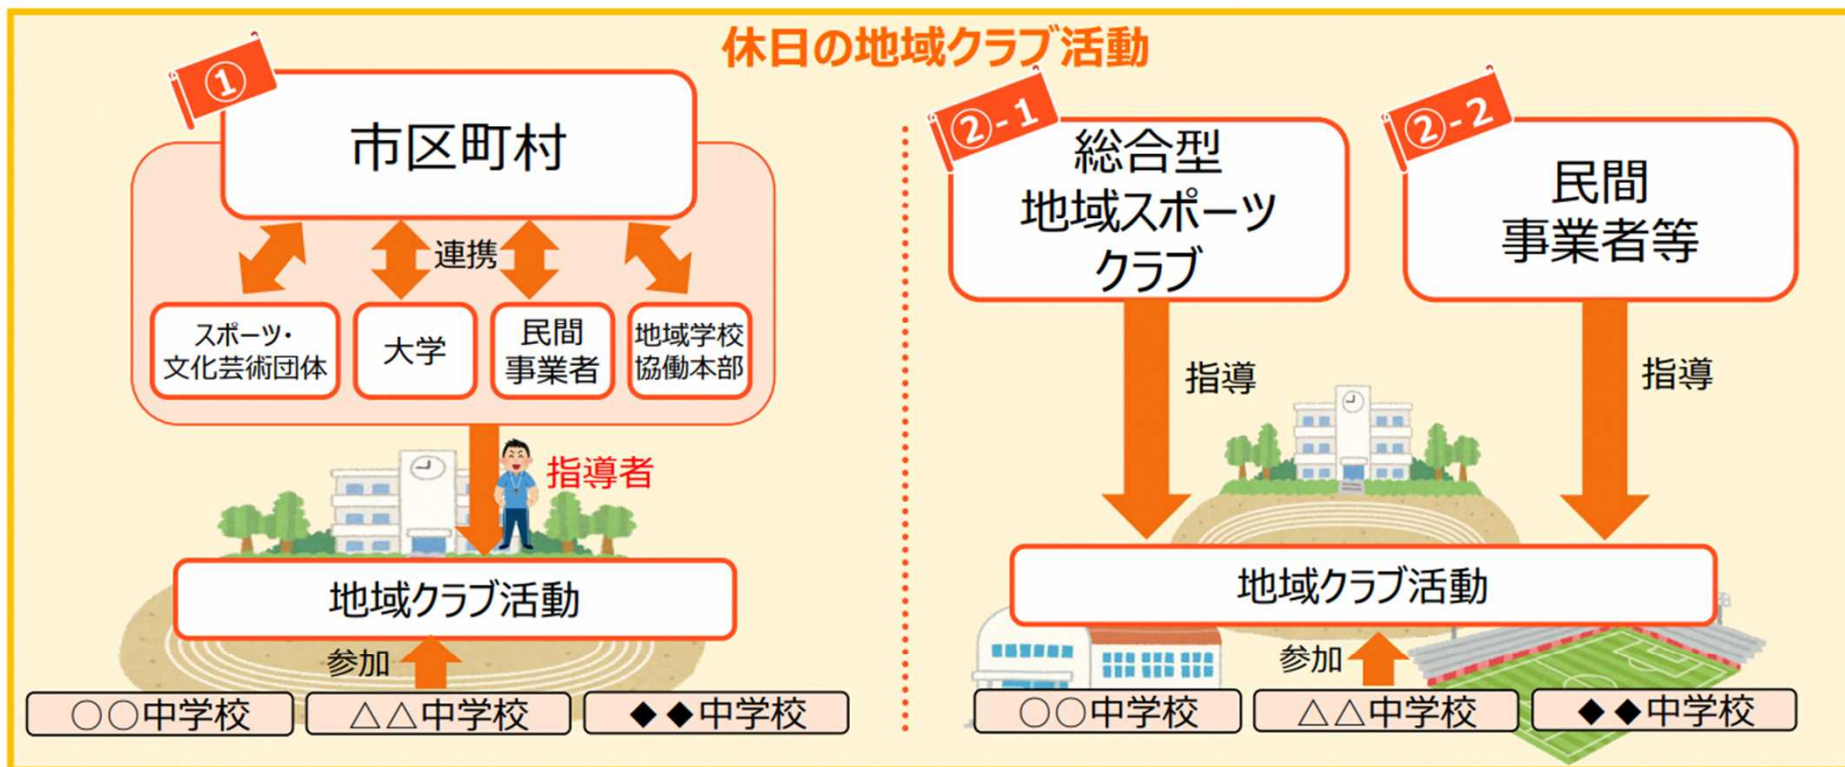 休日の地域クラブ活動
①
市区町村
連携
スポーツ・
文化芸術団体
大学
民間
事業者
地域学校
協働本部
指導者
地域クラブ活動
参加
○○中学校
△△中学校
◆◆中学校
②-1
総合型
地域スポーツ
クラブ
指導
②-2
民間
事業者等
指導
地域クラブ活動
参加
○○中学校
△△中学校
◆◆中学校